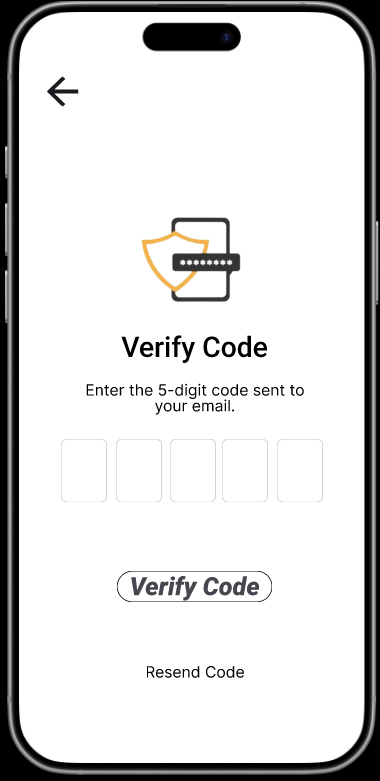 ********
Verify Code
Enter the 5-digit code sent to
your email.
Verify Code
Resend Code